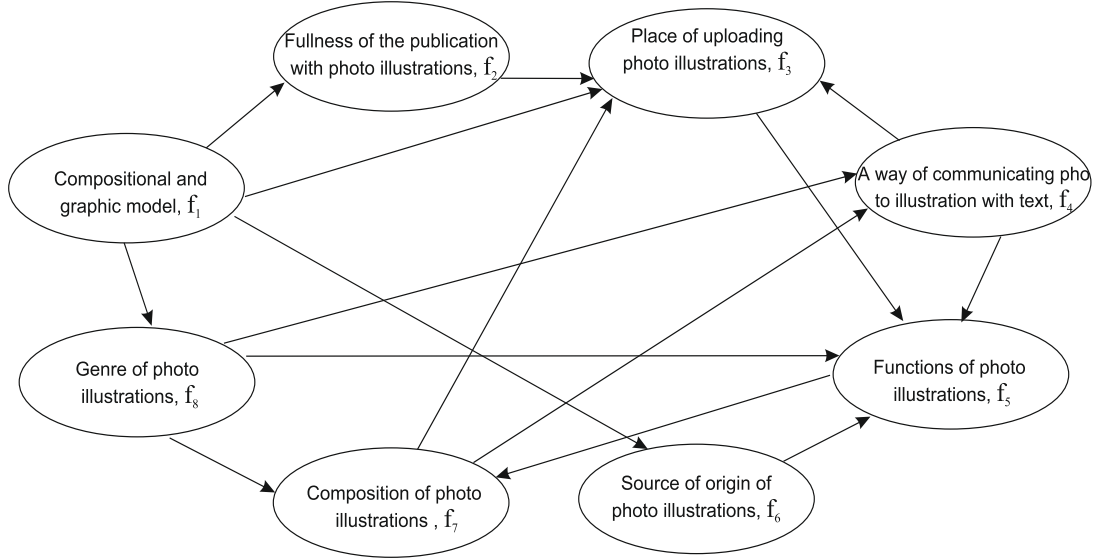 Fullness of the publication
with photo illustrations, f2
Place of uploading
photo illustrations, f3
Compositional and
graphic model, f1
A way of communicating pho
to illustration with text, f4
Genre of photo
illustrations, f8
Functions of photo
illustrations, f5
Composition of photo
illustrations , f7
Source of origin of
photo illustrations, f6